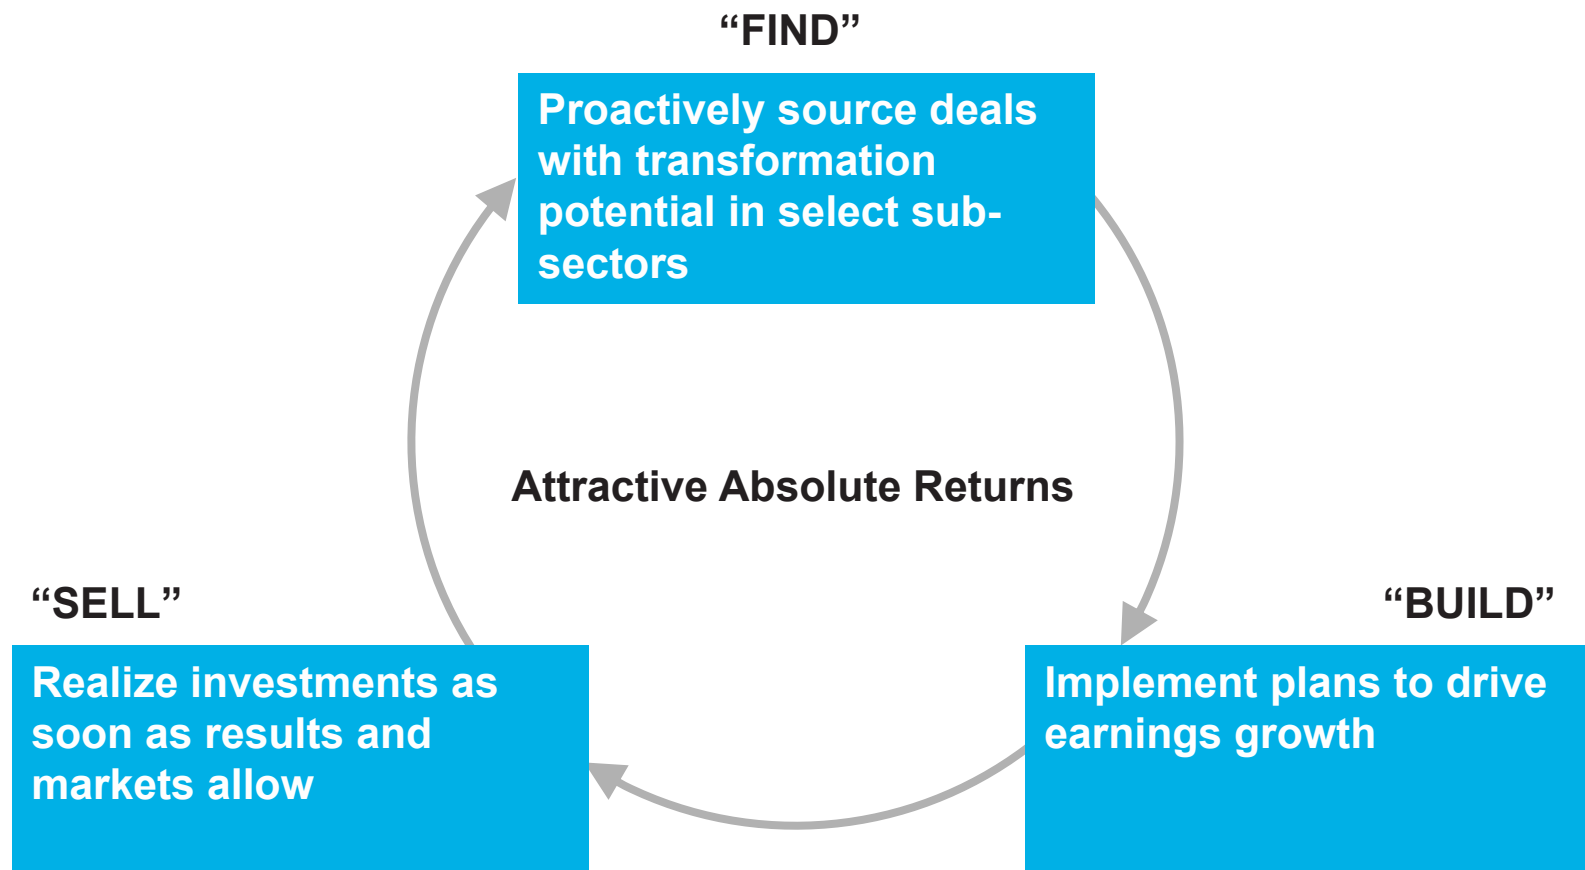 “FIND”
Proactively source deals
with transformation
potential in select sub-
sectors
Attractive Absolute Returns
“SELL”
Realize investments as
soon as results and
markets allow
“BUILD”
Implement plans to drive
earnings growth